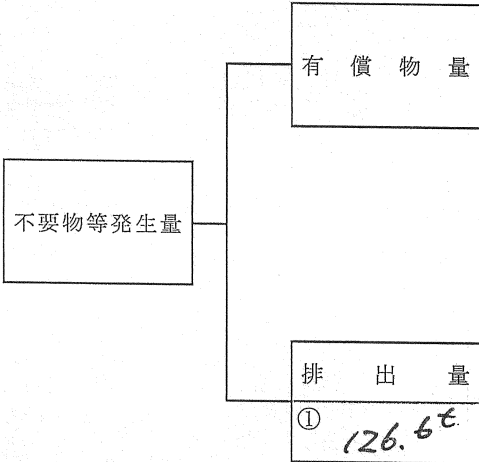 有償物量
不要物等発生量
排出量
①
126.6t